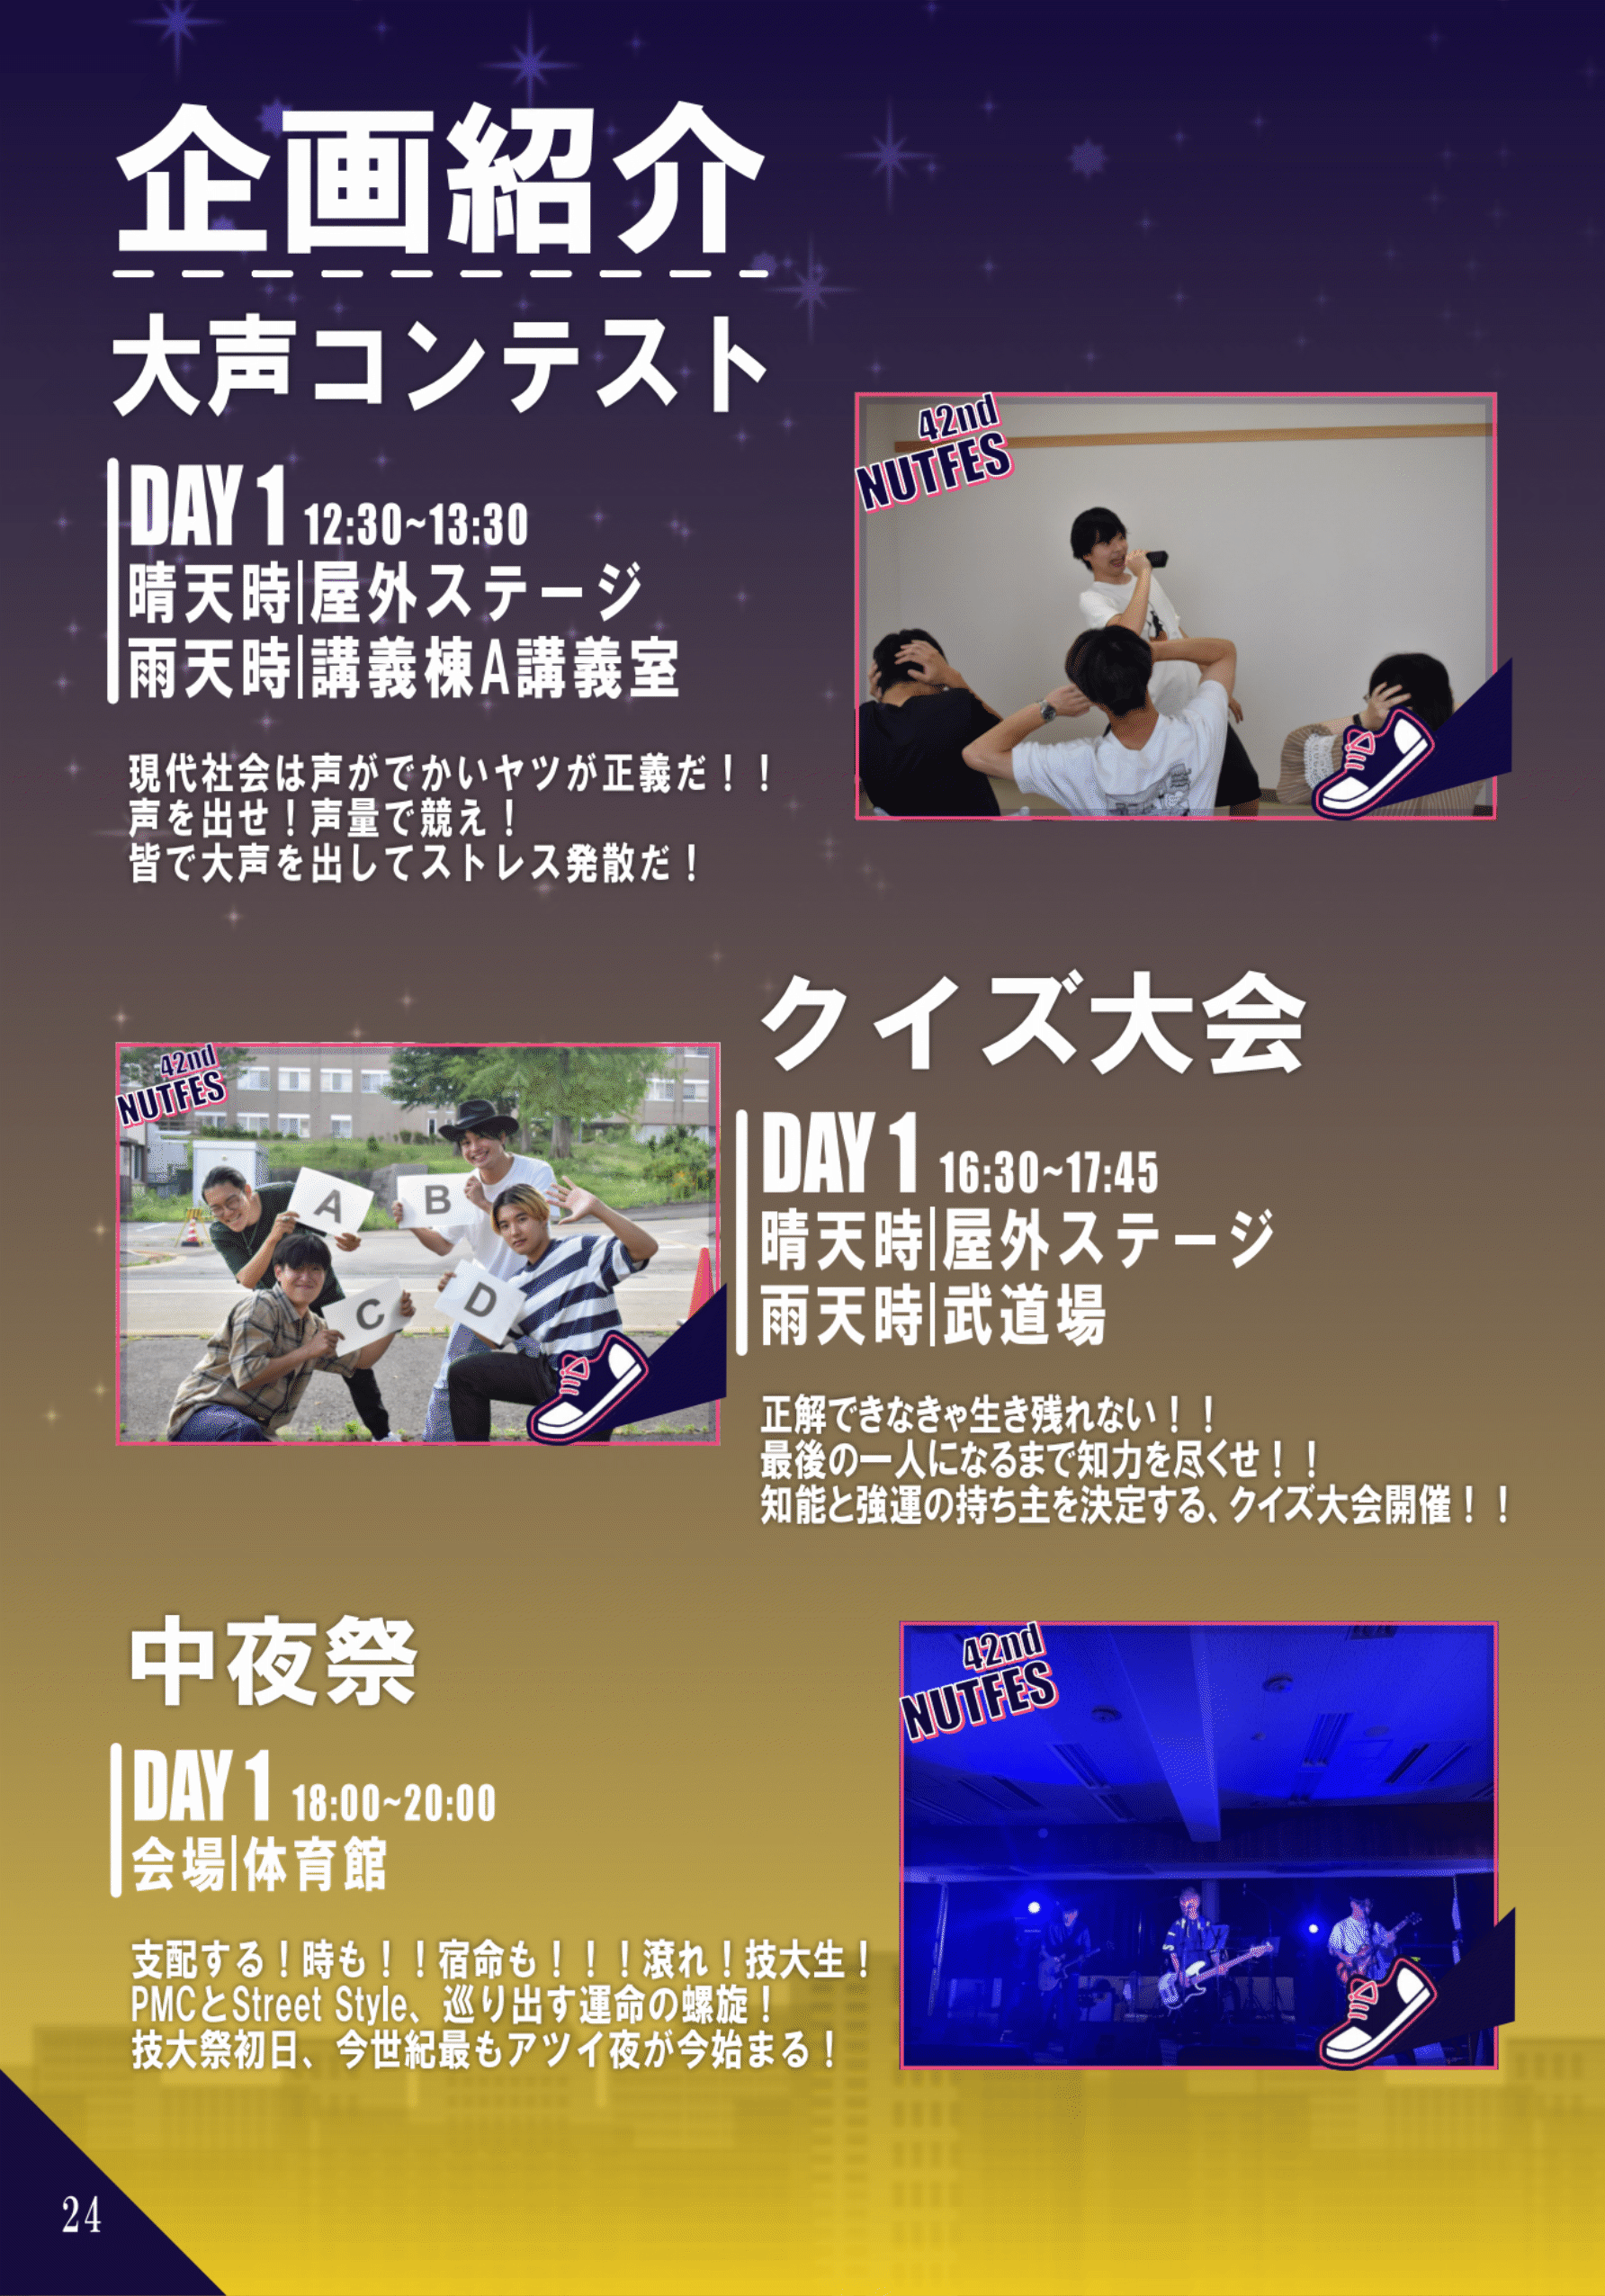 企画紹介
大声コンテスト
DAY 1 12:30~13:30
晴天時|屋外ステージ
雨天時|講義棟A講義室
現代社会は声がでかいヤツが正義だ！！
声を出せ！声量で競え！
皆で大声を出してストレス発散だ！
42nd
NUTFES
クイズ大会
DAY 1 16:30~17:45
晴天時|屋外ステージ
雨天時|武道場
正解できなきゃ生き残れない！！
最後の一人になるまで知力を尽くせ！！
知能と強運の持ち主を決定する、クイズ大会開催！！
42nd
NUTFES
A
B
C
D
中夜祭
DAY 1 18:00~20:00
会場|体育館
支配する！時も！！宿命も！！！滾れ！技大生！
PMCとStreet Style、巡り出す運命の螺旋！
技大祭初日、今世紀最もアツイ夜が今始まる！
42nd
NUTFES
24